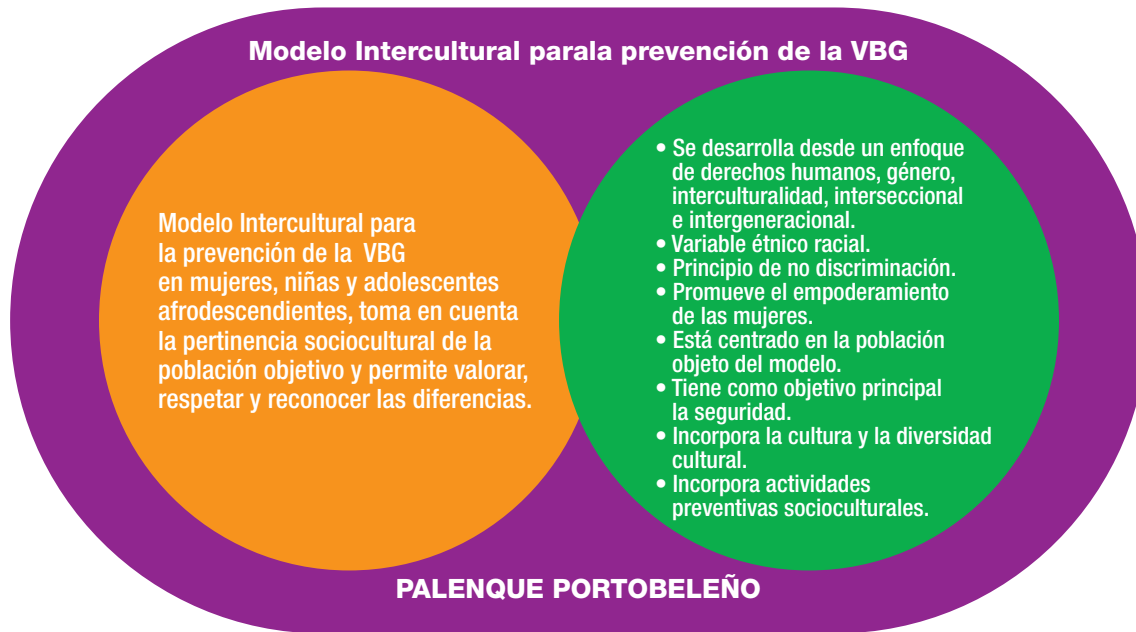 Modelo Intercultural parala prevención de la VBG
Modelo Intercultural para
la prevención de la VBG
en mujeres, niñas y adolescentes
afrodescendientes, toma en cuenta
la pertinencia sociocultural de la
población objetivo y permite valorar,
respetar y reconocer las diferencias.
• Se desarrolla desde un enfoque
de derechos humanos, género,
interculturalidad, interseccional
e intergeneracional.
• Variable étnico racial.
• Principio de no discriminación.
• Promueve el empoderamiento
de las mujeres.
• Está centrado en la población
objeto del modelo.
• Tiene como objetivo principal
la seguridad.
• Incorpora la cultura y la diversidad
cultural.
• Incorpora actividades
preventivas socioculturales.
PALENQUE PORTOBELEÑO